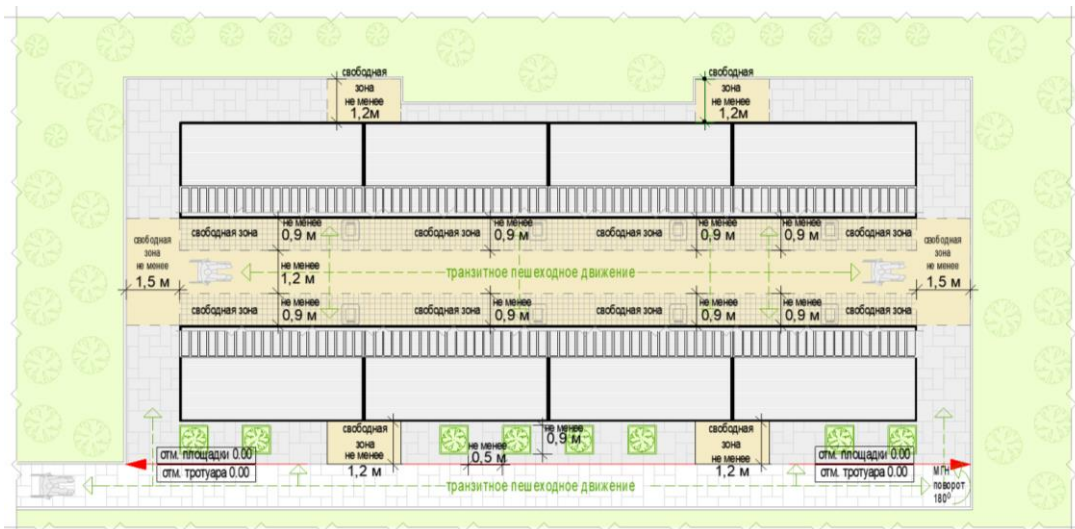 свободная
зона
не менее
1,2м
свободная
зона
не менее
1,2м
свободная
зона
не менее
1,5 м
свободная зона
не менее
0,9 м
свободная зона
не менее
0,9 м
свободная зона
не менее
0,9 м
не менее
0,9 м
свободная зона
свободная
зона
не менее
1,5 м
не менее
1,2 м
транзитное пешеходное движение
свободная зона
не менее
0,9 м
свободная зона
не менее
0,9 м
свободная зона
не менее
0,9 м
не менее
0,9 м
свободная зона
свободная
зона
не менее
1,2 м
не менее
0,9 м
не менее
0,5 м
свободная
зона
не менее
1,2 м
отм. площадки 0.00
отм. тротуара 0.00
отм. площадки 0.00
отм. тротуара 0.00
транзитное пешеходное движение
МГН
поворот
180⁰